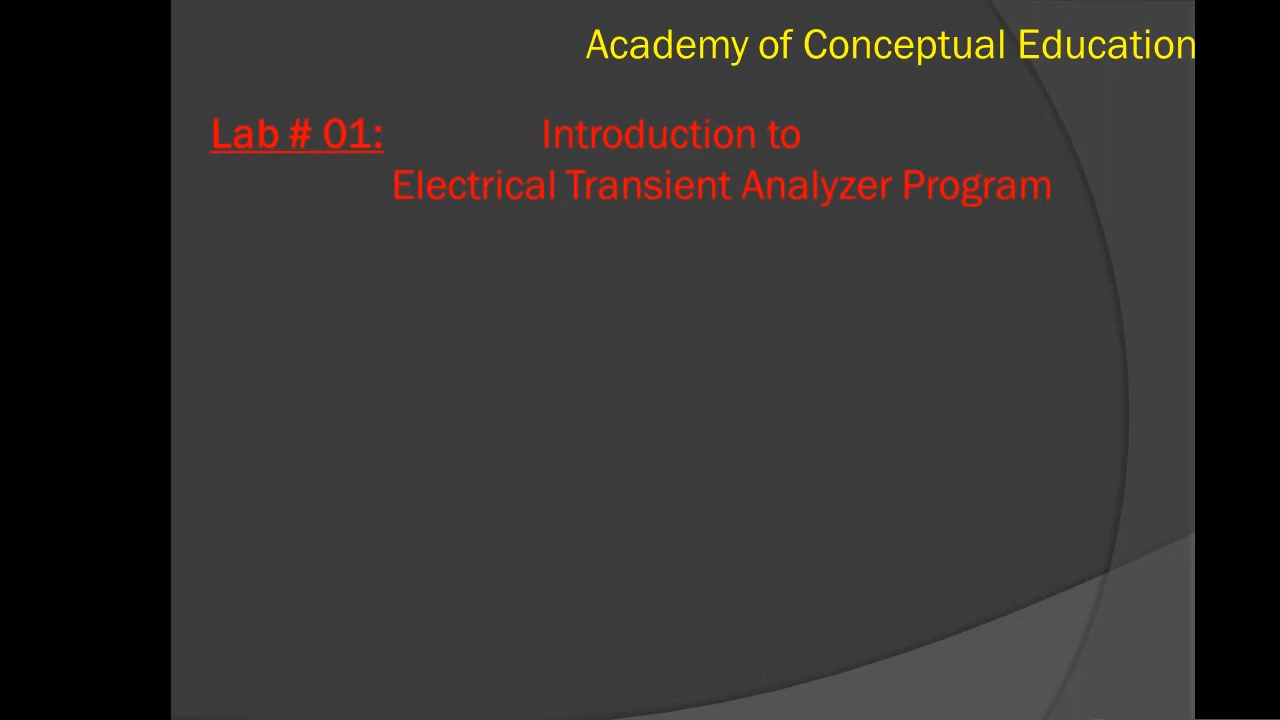 Academy of Conceptual Education
Lab # 01: Introduction to
Electrical Transient Analyzer Program